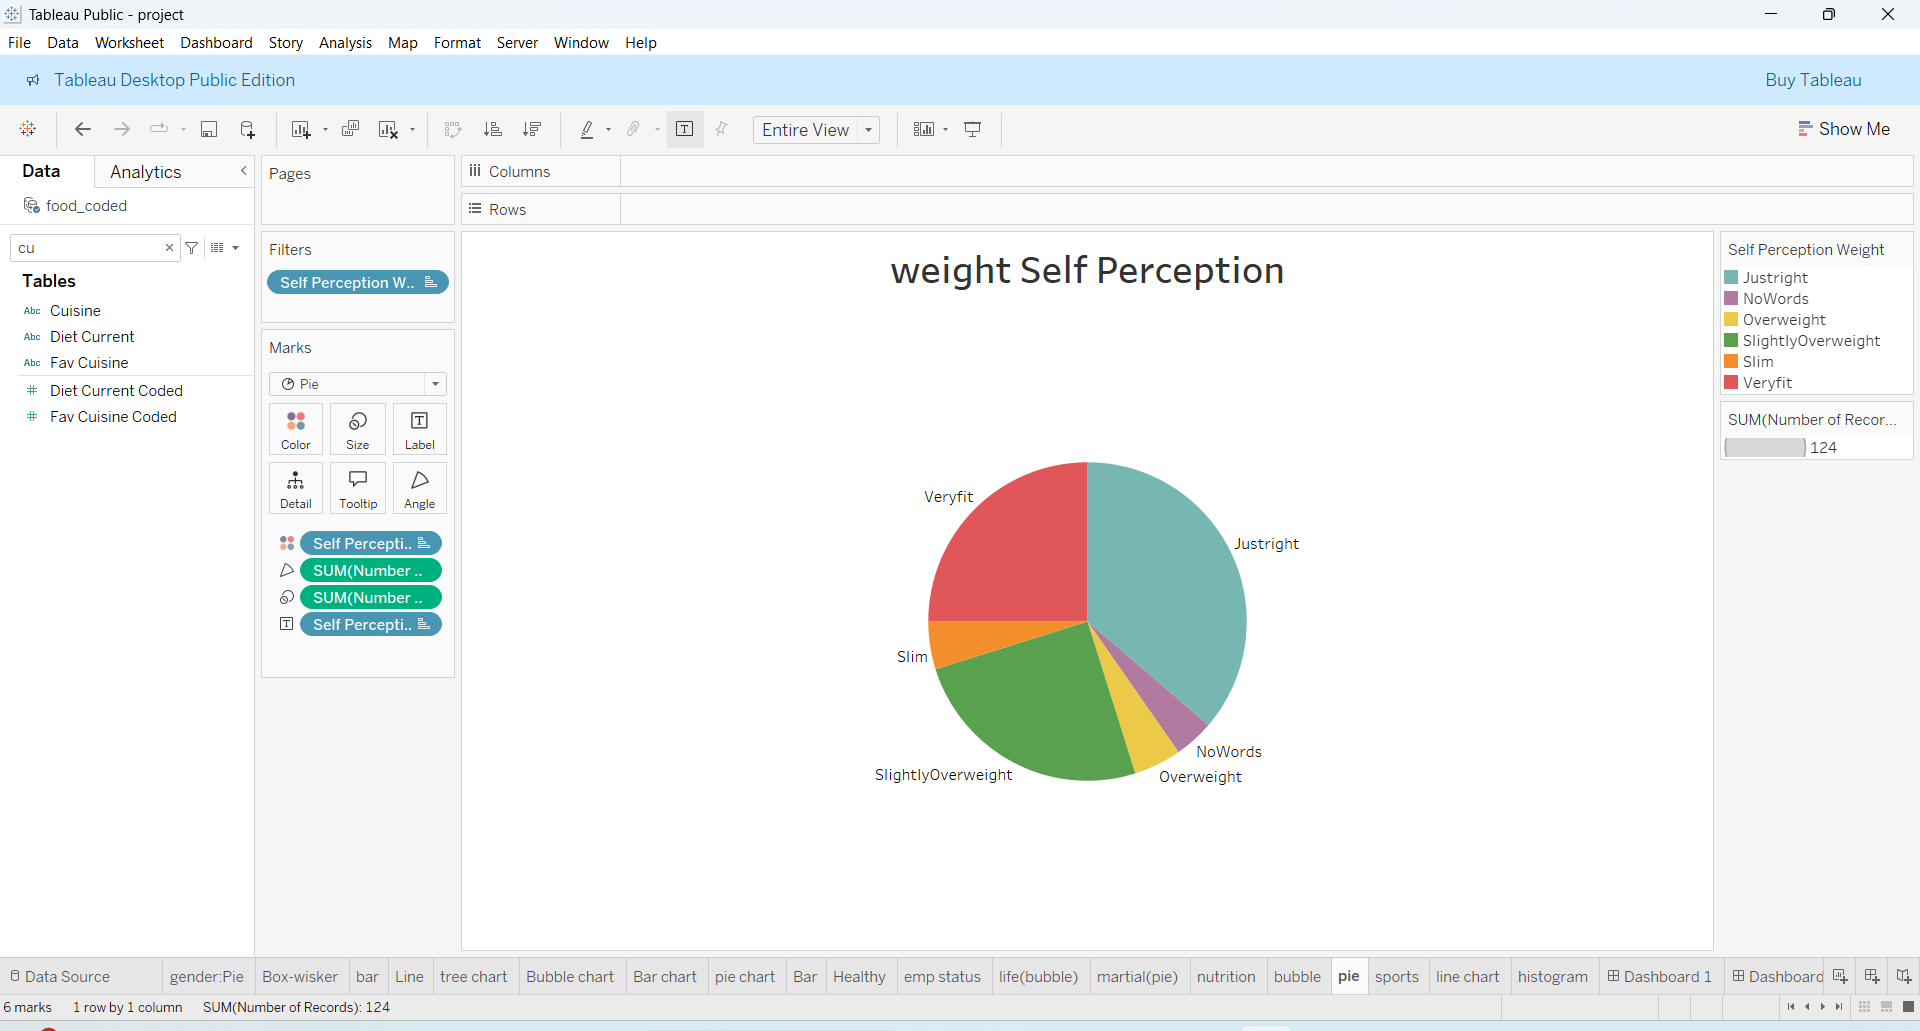 Tableau Public - project
File Data Worksheet Dashboard Story Analysis Map Format Server Window Help
Tableau Desktop Public Edition
Buy Tableau
Entire View
Show Me
Data
Analytics
food_coded
cu
Tables
Abc Cuisine
Abc Diet Current
Abc Fav Cuisine
# Diet Current Coded
# Fav Cuisine Coded
Pages
Filters
Self Perception W..
Marks
Pie
Color Size Label
Detail Tooltip Angle
Self Percepti..
SUM(Number ..
SUM(Number ..
Self Percepti..
Columns
Rows
weight Self Perception
Veryfit
Justright
Slim
NoWords
SlightlyOverweight
Overweight
Self Perception Weight
Justright
NoWords
Overweight
SlightlyOverweight
Slim
Veryfit
SUM(Number of Recor...
124
Data Source gender:Pie Box-wisker bar Line tree chart Bubble chart Bar chart pie chart Bar Healthy emp status life(bubble) martial(pie) nutrition bubble pie sports line chart histogram Dashboard 1 Dashboard
6 marks 1 row by 1 column SUM(Number of Records): 124